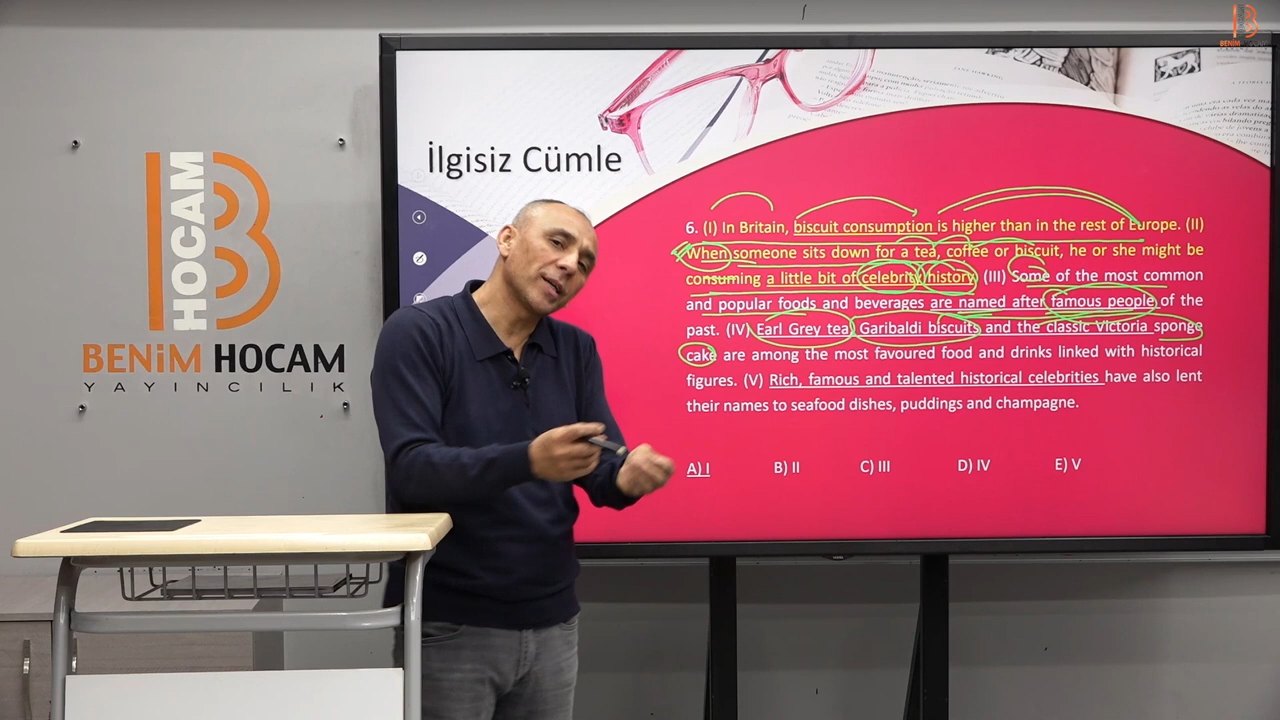 BENİM HOCAM
HOCAM
B
BENİM HOCAM
YAYINCILIK
İlgisiz Cümle
6. (I) In Britain, biscuit consumption is higher than in the rest of Europe. (II)
When someone sits down for a tea, coffee or biscuit, he or she might be
consuming a little bit of celebrity history. (III) Some of the most common
and popular foods and beverages are named after famous people of the
past. (IV) Earl Grey tea, Garibaldi biscuits and the classic Victoria sponge
cake are among the most favoured food and drinks linked with historical
figures. (V) Rich, famous and talented historical celebrities have also lent
their names to seafood dishes, puddings and champagne.
A) I B) II C) III D) IV E) V